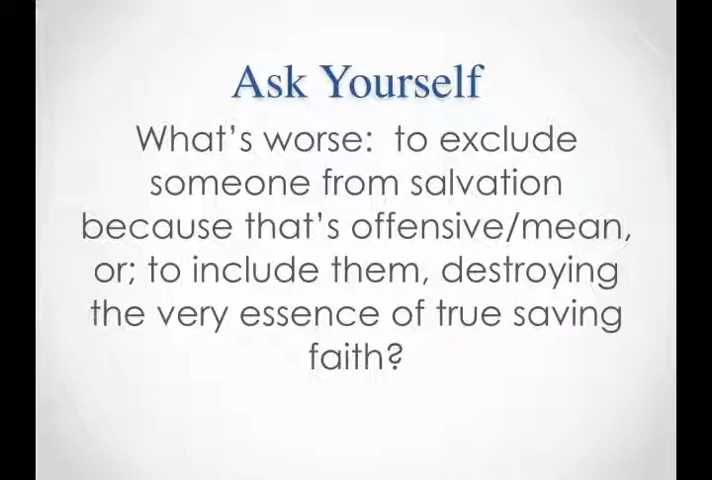 Ask Yourself
What's worse:  to exclude
someone from salvation
because that's offensive/mean,
or; to include them, destroying
the very essence of true saving
faith?